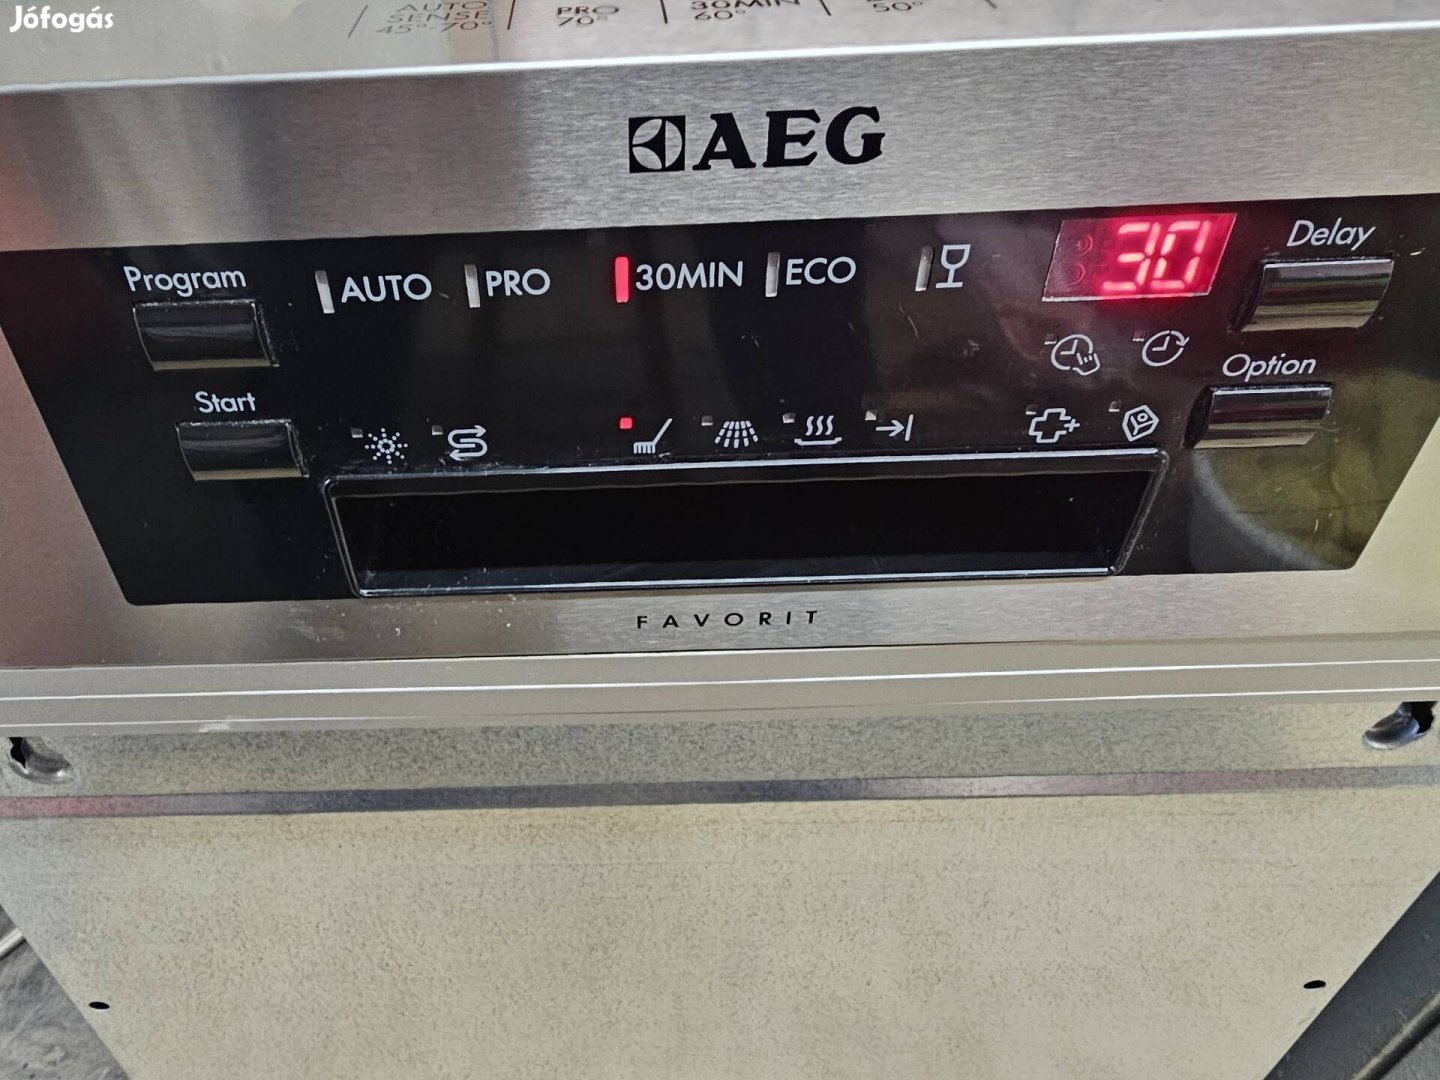 Jófogás
AUTO PRO 30MIN
SENSE 70° 60° 50°
45°-70°
AEG
Program AUTO PRO 30MIN ECO 30 Delay
Start Option
FAVORIT